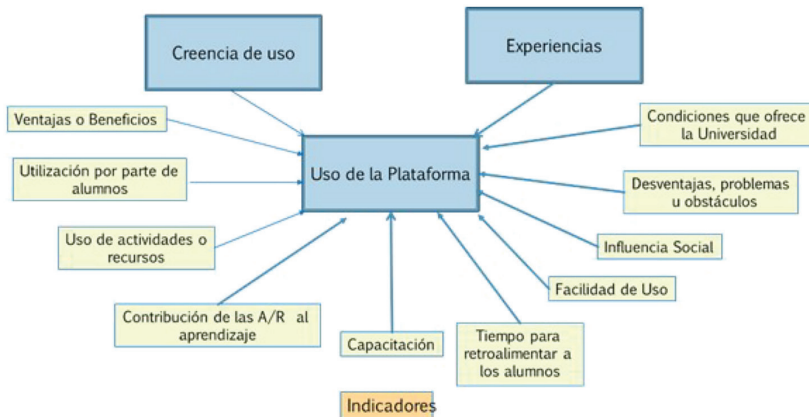 Creencia de uso
Experiencias
Ventajas o Beneficios
Condiciones que ofrece
la Universidad
Uso de la Plataforma
Utilización por parte de
alumnos
Desventajas, problemas
u obstáculos
Uso de actividades o
recursos
Influencia Social
Facilidad de Uso
Contribución de las A/R al
aprendizaje
Capacitación
Tiempo para
retroalimentar a
los alumnos
Indicadores